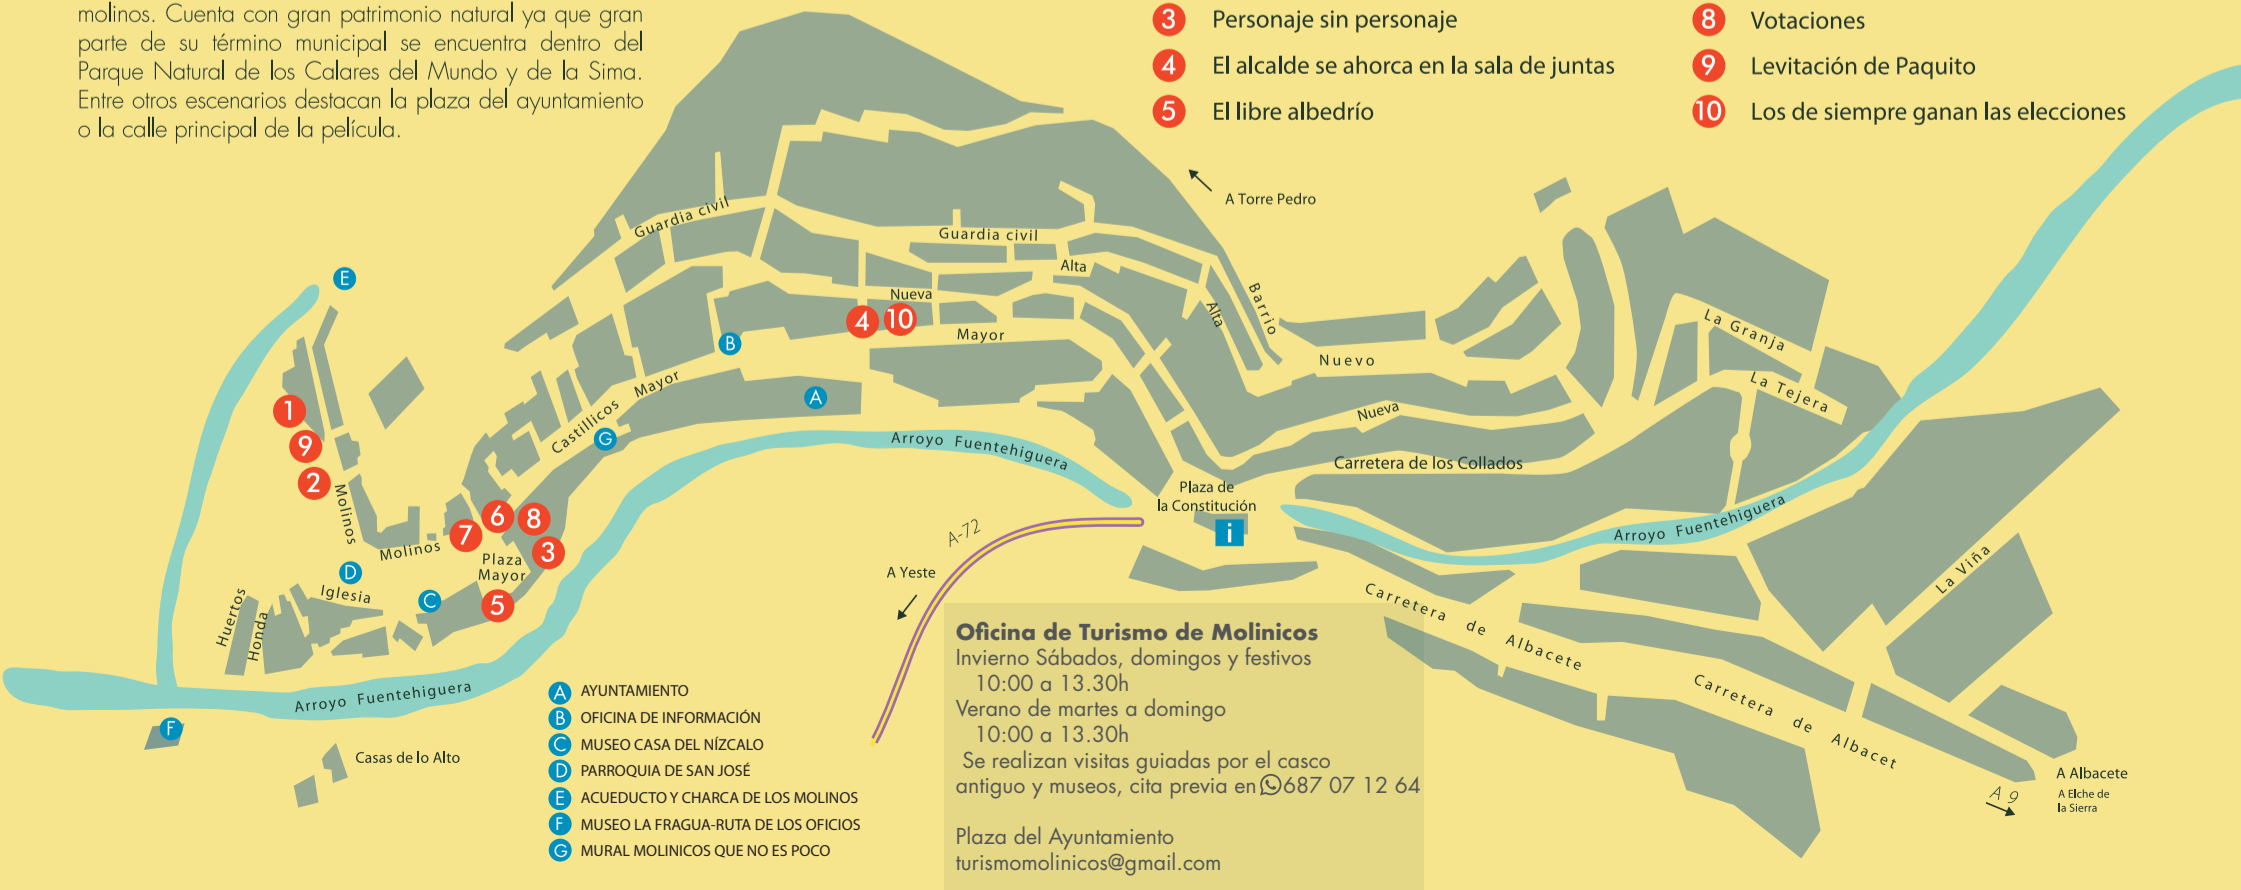 molinos. Cuenta con gran patrimonio natural ya que gran
parte de su término municipal se encuentra dentro del
Parque Natural de los Calares del Mundo y de la Sima.
Entre otros escenarios destacan la plaza del ayuntamiento
o la calle principal de la película.
3 Personaje sin personaje
4 El alcalde se ahorca en la sala de juntas
5 El libre albedrío
8 Votaciones
9 Levitación de Paquito
10 Los de siempre ganan las elecciones
A Torre Pedro
Guardia civil
Guardia civil
Alta
E
Nueva
Alta
Barrio
4
10
Mayor
B
La Granja
Nuevo
Mayor
La Tejera
A
1
Castillicos
Nueva
G
9
Arroyo Fuentehiguera
Carretera de los Collados
2
Molinos
Plaza de
la Constitución
i
6
8
7
3
Molinos
Plaza
Mayor
A-72
Arroyo Fuentehiguera
A Yeste
D
Iglesia
C
5
Huertos
Honda
La Viña
Carretera de Albacete
Carretera de Albacet
Arroyo Fuentehiguera
F
Casas de lo Alto
A 9
A Albacete
A Elche de
la Sierra
A AYUNTAMIENTO
B OFICINA DE INFORMACIÓN
C MUSEO CASA DEL NÍZCALO
D PARROQUIA DE SAN JOSÉ
E ACUEDUCTO Y CHARCA DE LOS MOLINOS
F MUSEO LA FRAGUA-RUTA DE LOS OFICIOS
G MURAL MOLINICOS QUE NO ES POCO
Oficina de Turismo de Molinicos
Invierno Sábados, domingos y festivos
10:00 a 13.30h
Verano de martes a domingo
10:00 a 13.30h
Se realizan visitas guiadas por el casco
antiguo y museos, cita previa en 687 07 12 64
Plaza del Ayuntamiento
turismomolinicos@gmail.com